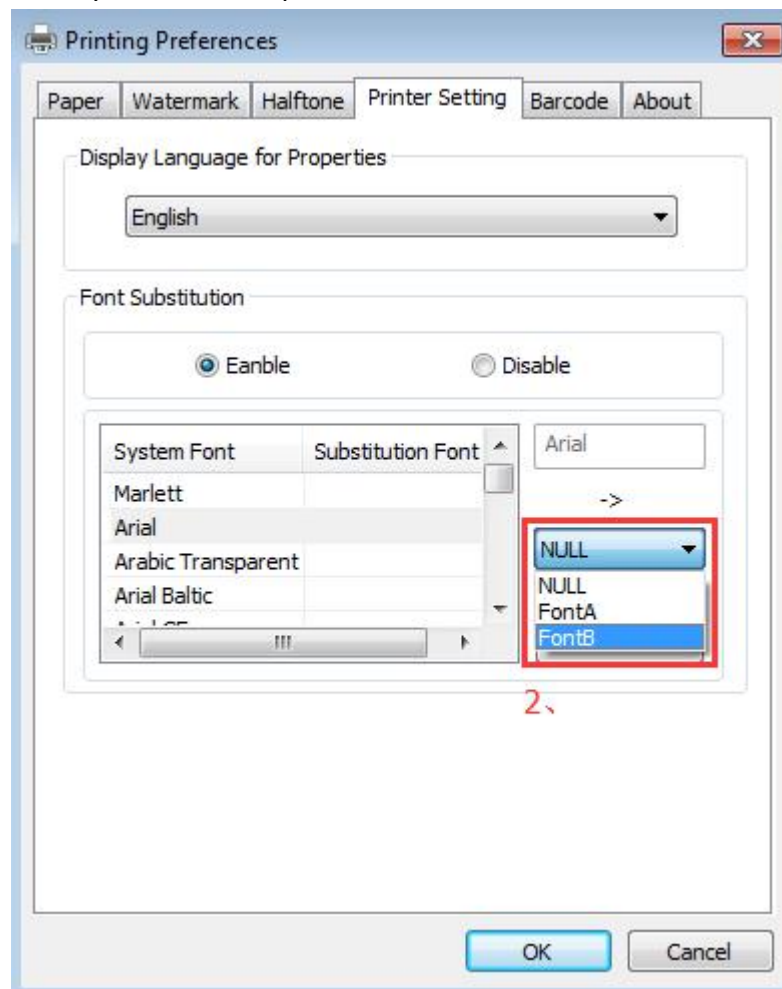 Printing Preferences
Paper Watermark Halftone Printer Setting Barcode About
Display Language for Properties
English
Font Substitution
Eanble Disable
System Font Substitution Font
Marlett
Arial
Arabic Transparent
Arial Baltic
Arial
->
NULL
NULL
FontA
FontB
2、
OK Cancel